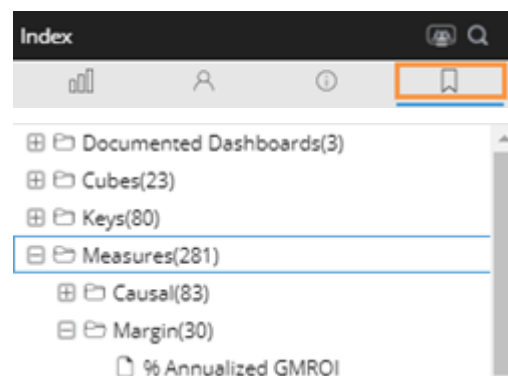 Index
Documented Dashboards(3)
Cubes(23)
Keys(80)
Measures(281)
Causal(83)
Margin(30)
% Annualized GMROI